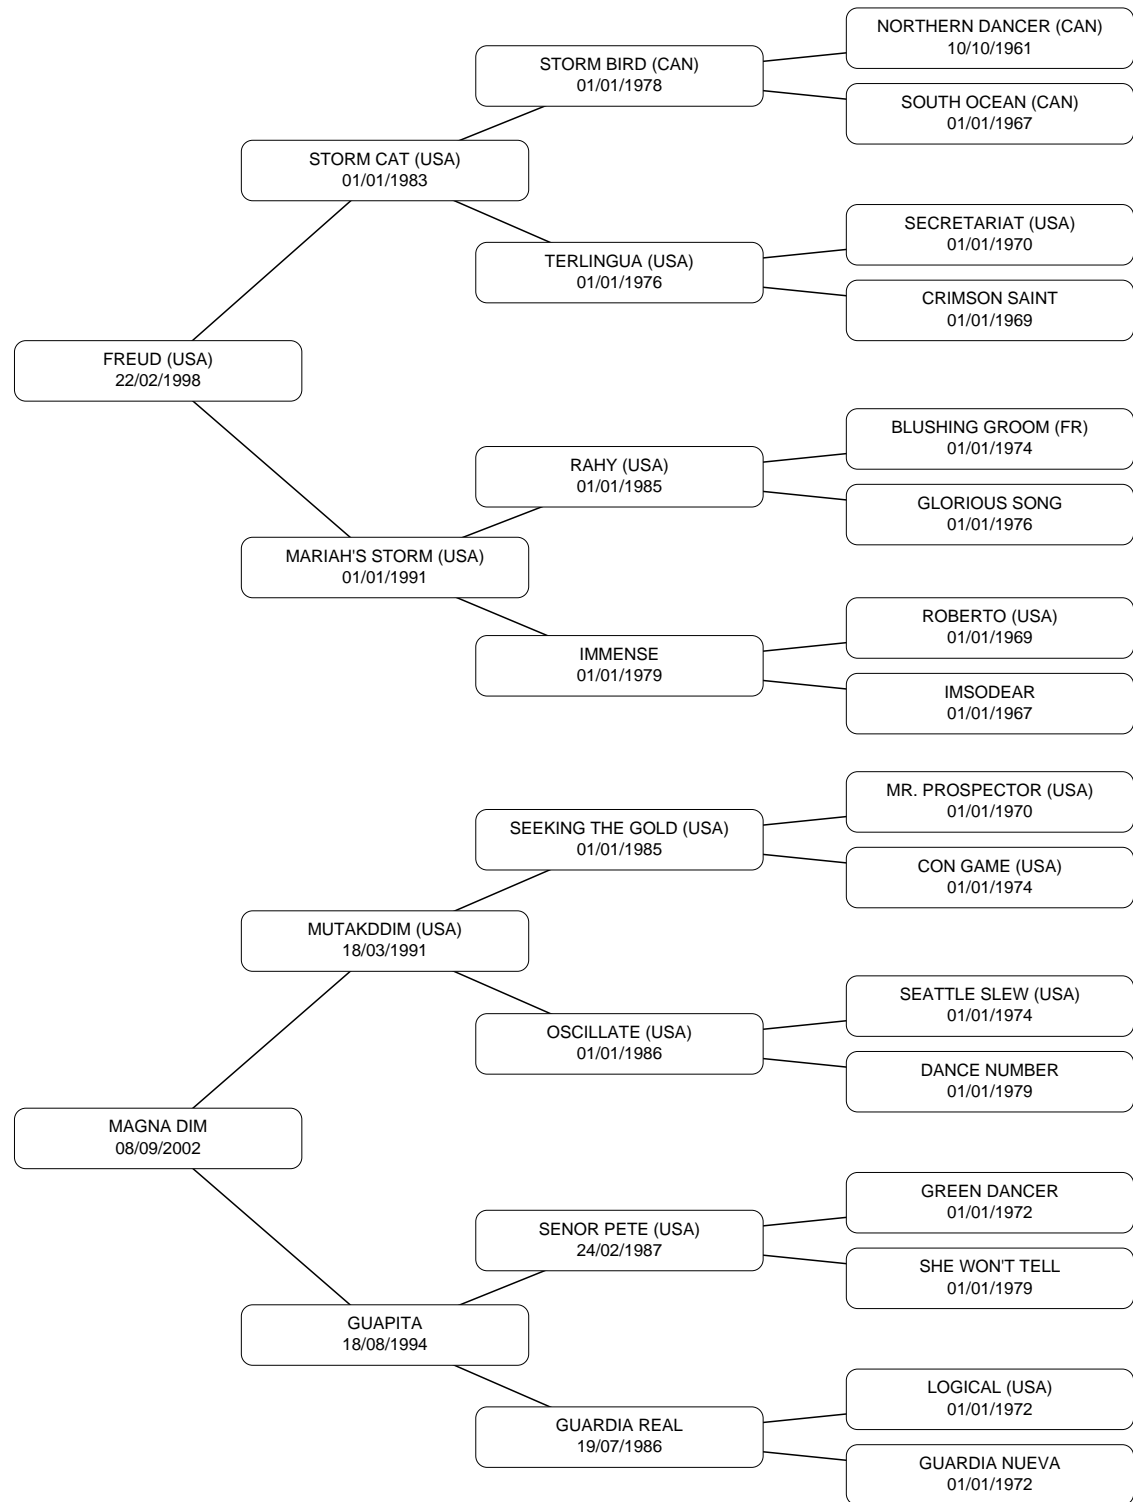 NORTHERN DANCER (CAN)
10/10/1961
STORM BIRD (CAN)
01/01/1978
SOUTH OCEAN (CAN)
01/01/1967
STORM CAT (USA)
01/01/1983
SECRETARIAT (USA)
01/01/1970
TERLINGUA (USA)
01/01/1976
CRIMSON SAINT
01/01/1969
FREUD (USA)
22/02/1998
BLUSHING GROOM (FR)
01/01/1974
RAHY (USA)
01/01/1985
GLORIOUS SONG
01/01/1976
MARIAH'S STORM (USA)
01/01/1991
ROBERTO (USA)
01/01/1969
IMMENSE
01/01/1979
IMSODEAR
01/01/1967
MR. PROSPECTOR (USA)
01/01/1970
SEEKING THE GOLD (USA)
01/01/1985
CON GAME (USA)
01/01/1974
MUTAKDDIM (USA)
18/03/1991
SEATTLE SLEW (USA)
01/01/1974
OSCILLATE (USA)
01/01/1986
DANCE NUMBER
01/01/1979
MAGNA DIM
08/09/2002
GREEN DANCER
01/01/1972
SENOR PETE (USA)
24/02/1987
SHE WON'T TELL
01/01/1979
GUAPITA
18/08/1994
LOGICAL (USA)
01/01/1972
GUARDIA REAL
19/07/1986
GUARDIA NUEVA
01/01/1972